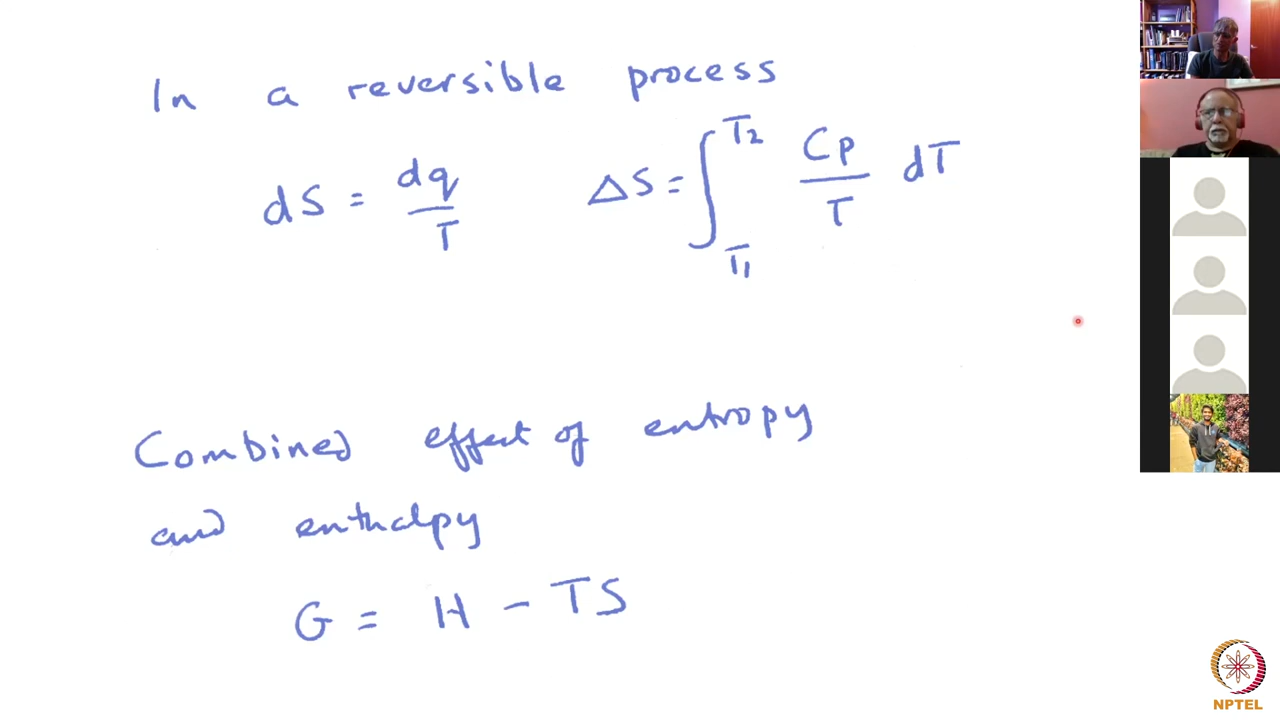 In a reversible process
dS = dq/T ΔS = ∫_{T1}^{T2} Cp/T dT
Combined effect of entropy
and enthalpy
G = H - TS
NPTEL